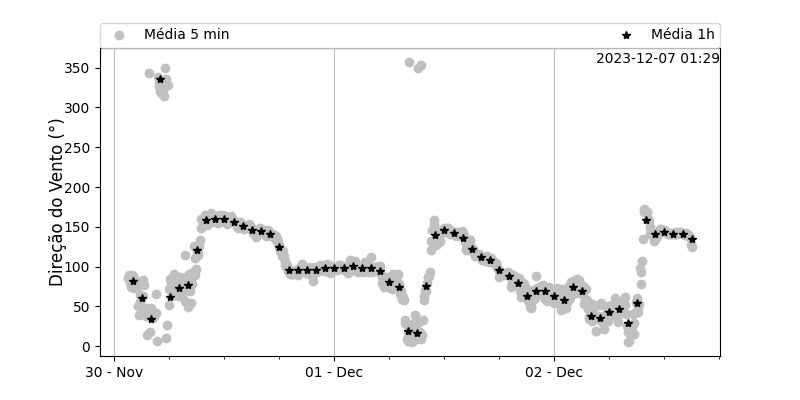 Média 5 min
Média 1h
2023-12-07 01:29
Direção do Vento (°)
350
300
250
200
150
100
50
0
30 - Nov
01 - Dec
02 - Dec